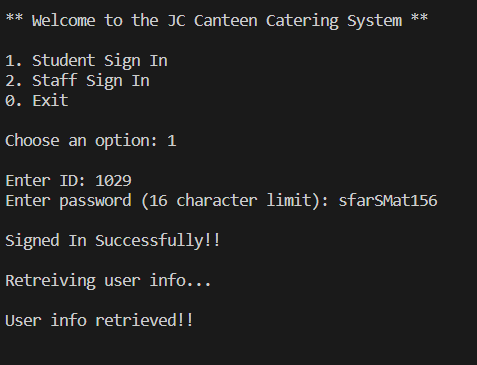 ** Welcome to the JC Canteen Catering System **
1. Student Sign In
2. Staff Sign In
0. Exit
Choose an option: 1
Enter ID: 1029
Enter password (16 character limit): sfarSMat156
Signed In Successfully!!
Retreiving user info...
User info retrieved!!